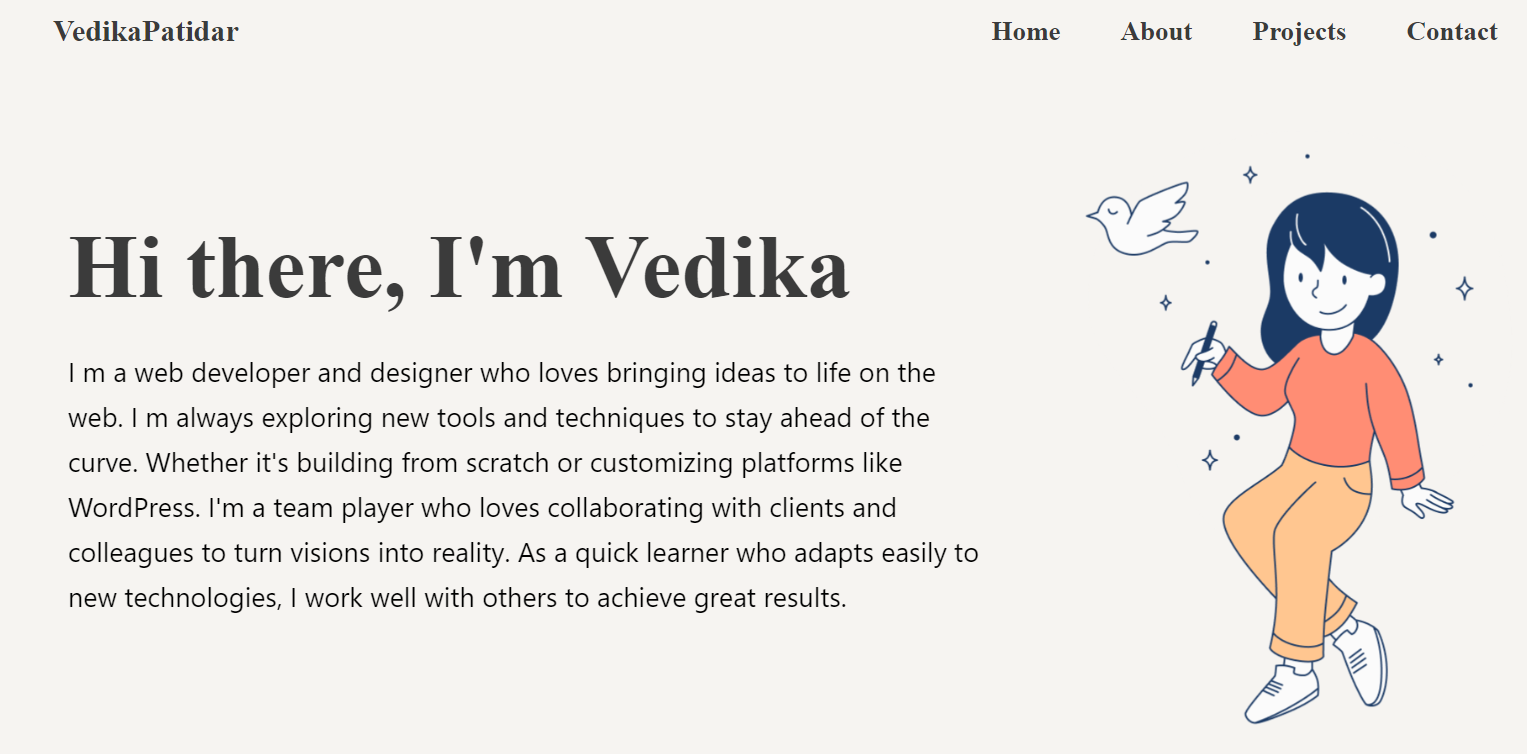 VedikaPatidar
Home
About
Projects
Contact
Hi there, I'm Vedika
I m a web developer and designer who loves bringing ideas to life on the
web. I m always exploring new tools and techniques to stay ahead of the
curve. Whether it's building from scratch or customizing platforms like
WordPress. I'm a team player who loves collaborating with clients and
colleagues to turn visions into reality. As a quick learner who adapts easily to
new technologies, I work well with others to achieve great results.